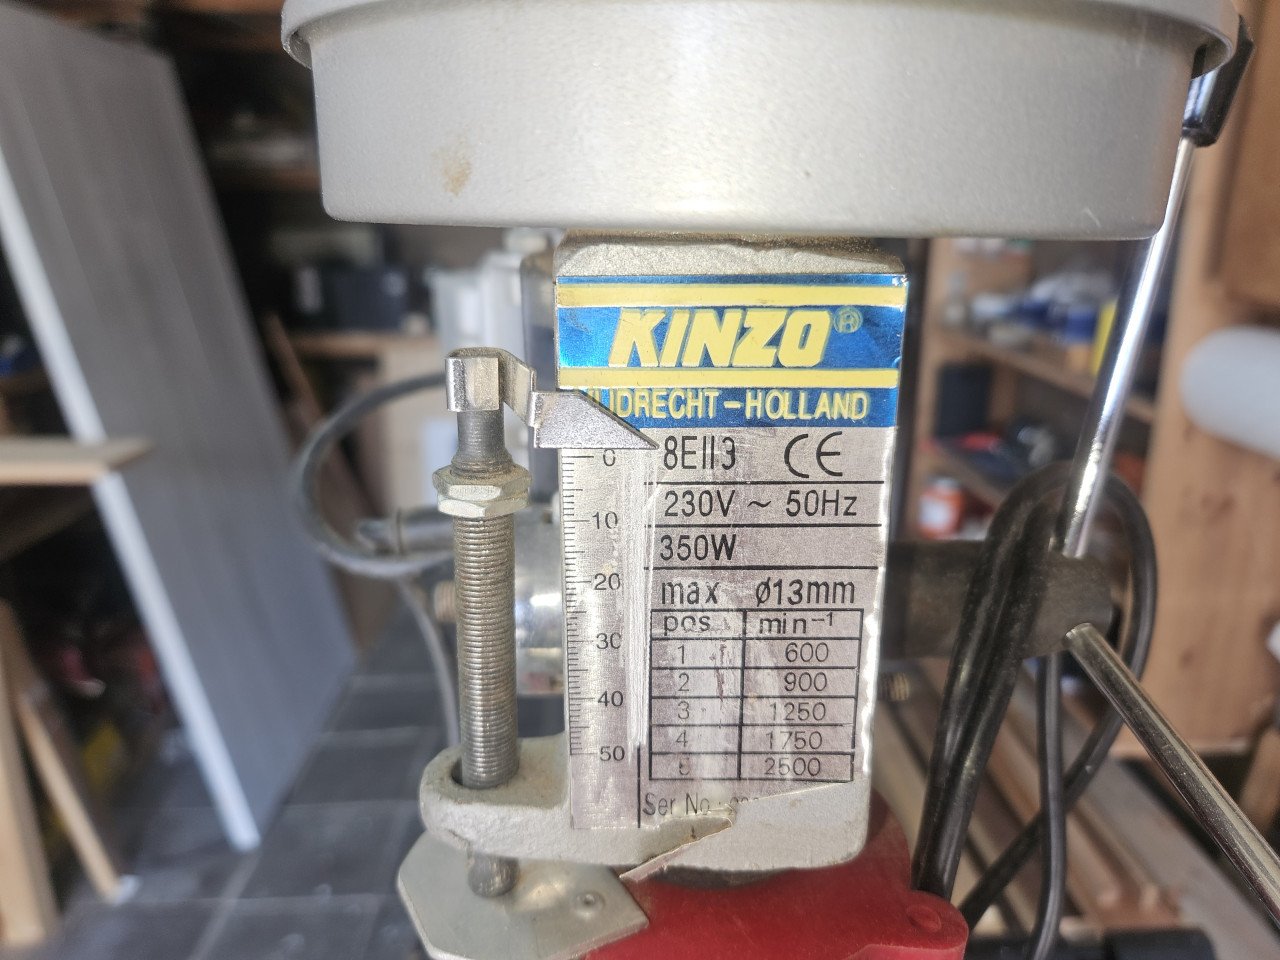 KINZO®
IJDRECHT-HOLLAND
8E113 CE
230V ~ 50Hz
350W
max ø13mm
pos. min⁻¹
1 600
2 900
3 1250
4 1750
2500
Ser No.:
0
10
20
30
40
50